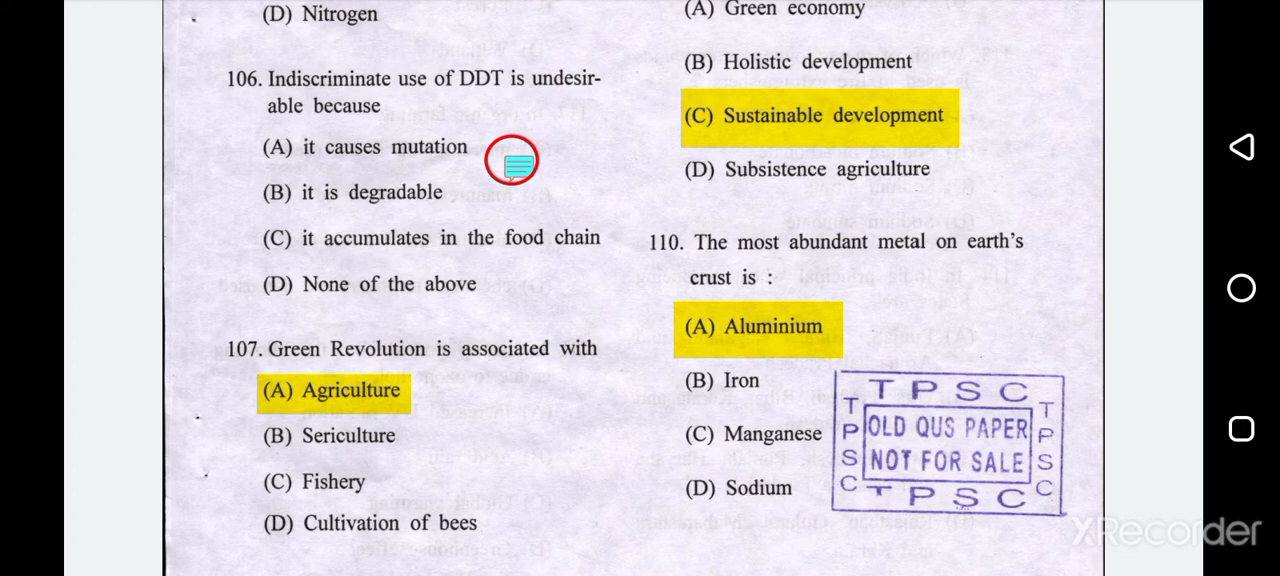 (D) Nitrogen
106. Indiscriminate use of DDT is undesir-
able because
(A) it causes mutation
(B) it is degradable
(C) it accumulates in the food chain
(D) None of the above
107. Green Revolution is associated with
(A) Agriculture
(B) Sericulture
(C) Fishery
(D) Cultivation of bees
(A) Green economy
(B) Holistic development
(C) Sustainable development
(D) Subsistence agriculture
110. The most abundant metal on earth's
crust is :
(A) Aluminium
(B) Iron
(C) Manganese
(D) Sodium
TPSC
TPSC
OLD QUS PAPER
NOT FOR SALE
TPSC
TPSC
XRecorder